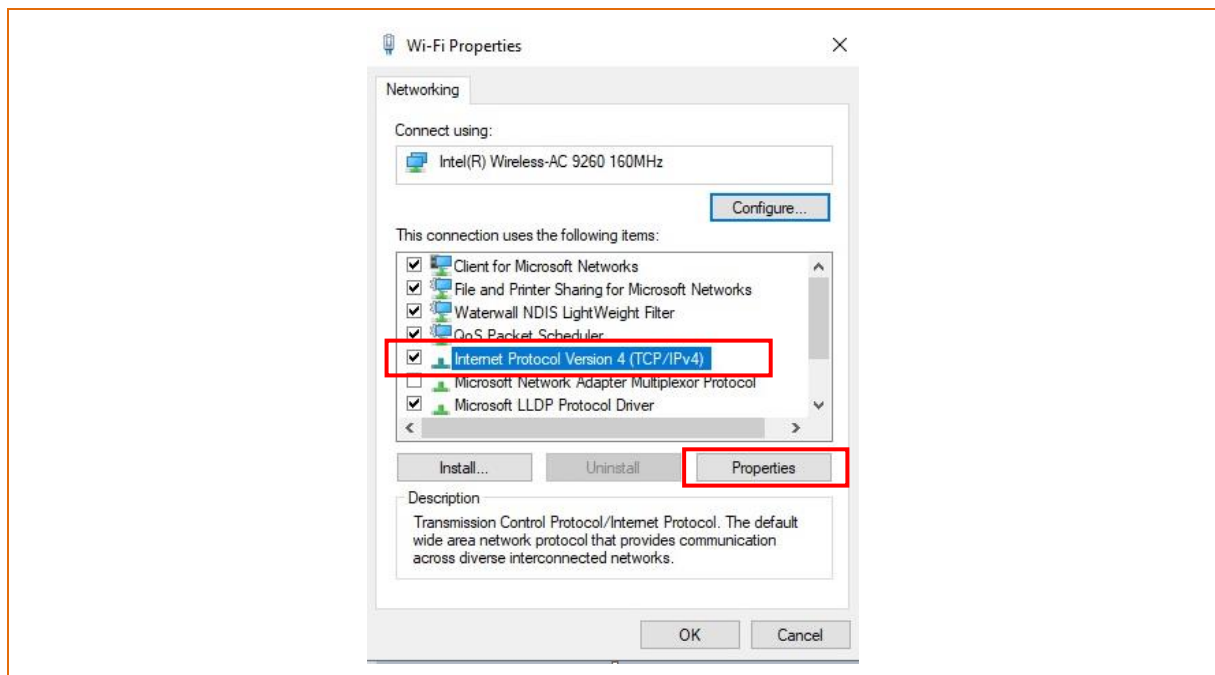 Wi-Fi Properties
Networking
Connect using:
Intel(R) Wireless-AC 9260 160MHz
Configure...
This connection uses the following items:
Client for Microsoft Networks
File and Printer Sharing for Microsoft Networks
Waterwall NDIS LightWeight Filter
QoS Packet Scheduler
Internet Protocol Version 4 (TCP/IPv4)
Microsoft Network Adapter Multiplexor Protocol
Microsoft LLDP Protocol Driver
Install... Uninstall Properties
Description
Transmission Control Protocol/Internet Protocol. The default
wide area network protocol that provides communication
across diverse interconnected networks.
OK Cancel